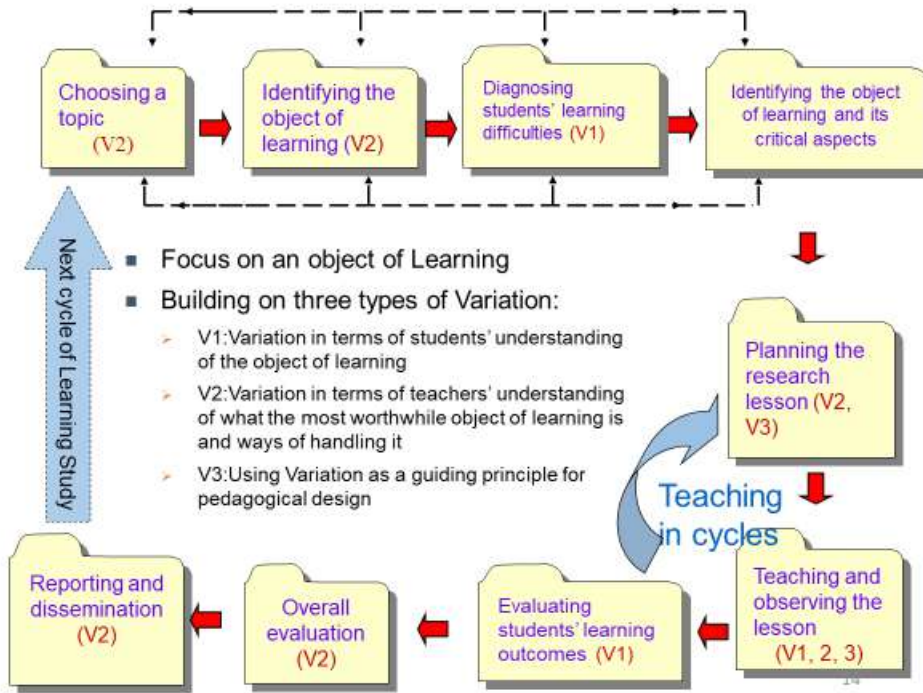 Choosing a
topic
(V2)
Identifying the
object of
learning (V2)
Diagnosing
students' learning
difficulties (V1)
Identifying the object
of learning and its
critical aspects
Next cycle of Learning Study
Focus on an object of Learning
Building on three types of Variation:
V1:Variation in terms of students' understanding
of the object of learning
V2:Variation in terms of teachers' understanding
of what the most worthwhile object of learning is
and ways of handling it
V3:Using Variation as a guiding principle for
pedagogical design
Planning the
research
lesson (V2,
V3)
Teaching
in cycles
Reporting and
dissemination
(V2)
Overall
evaluation
(V2)
Evaluating
students' learning
outcomes (V1)
Teaching and
observing the
lesson
(V1, 2, 3)
14